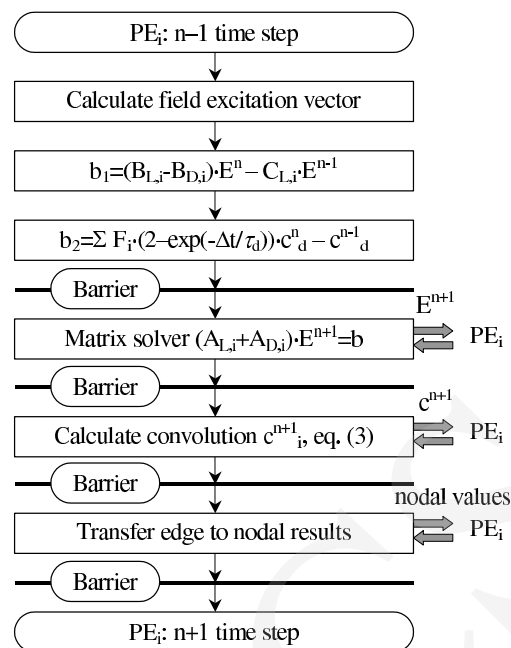 PEᵢ: n–1 time step
Calculate field excitation vector
b₁=(B_L,i-B_D,i)·Eⁿ – C_L,i·Eⁿ⁻¹
b₂=Σ Fᵢ·(2–exp(-Δt/τ_d))·cⁿ_d – cⁿ⁻¹_d
Barrier
Eⁿ⁺¹
Matrix solver (A_L,i+A_D,i)·Eⁿ⁺¹=b
PEᵢ
Barrier
cⁿ⁺¹
Calculate convolution cⁿ⁺¹ᵢ, eq. (3)
PEᵢ
Barrier
nodal values
Transfer edge to nodal results
PEᵢ
Barrier
PEᵢ: n+1 time step